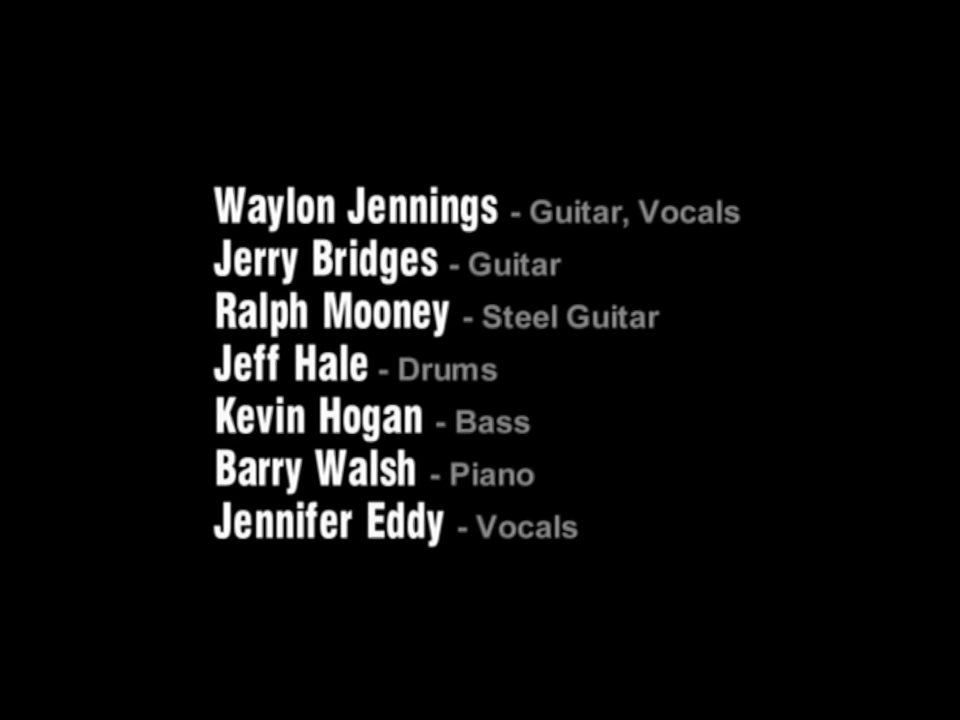 Waylon Jennings - Guitar, Vocals
Jerry Bridges - Guitar
Ralph Mooney - Steel Guitar
Jeff Hale - Drums
Kevin Hogan - Bass
Barry Walsh - Piano
Jennifer Eddy - Vocals